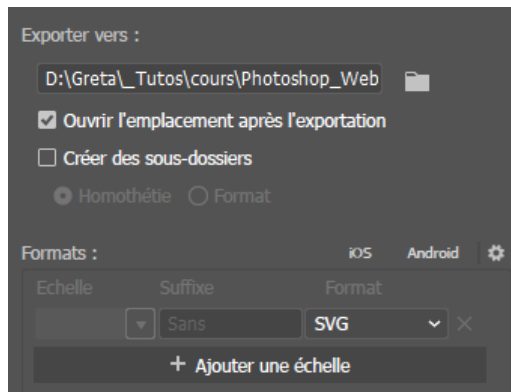 Exporter vers :
D:\Greta\_Tutos\cours\Photoshop_Web
Ouvrir l'emplacement après l'exportation
Créer des sous-dossiers
Homothétie Format
Formats : iOS Android
Echelle Suffixe Format
Sans SVG
+ Ajouter une échelle